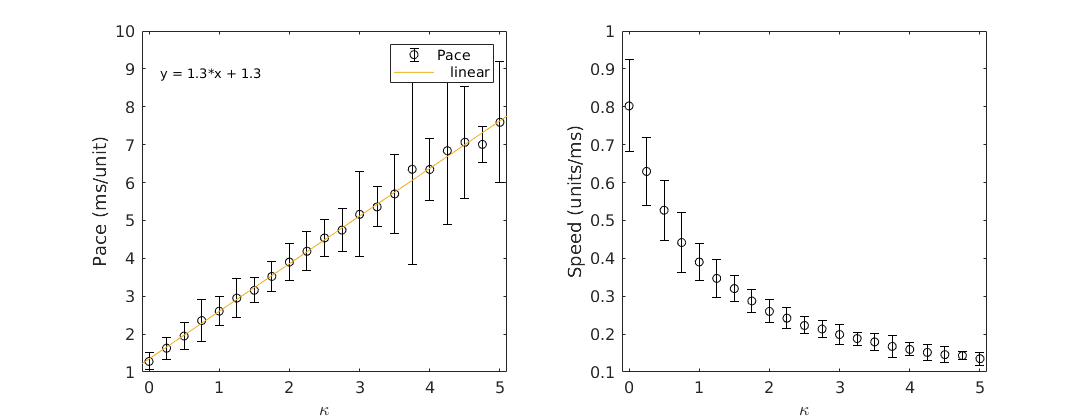 10
9
8
7
6
5
4
3
2
1
Pace (ms/unit)
y = 1.3*x + 1.3
Pace
linear
0 1 2 3 4 5
κ
1
0.9
0.8
0.7
0.6
0.5
0.4
0.3
0.2
0.1
Speed (units/ms)
0 1 2 3 4 5
κ